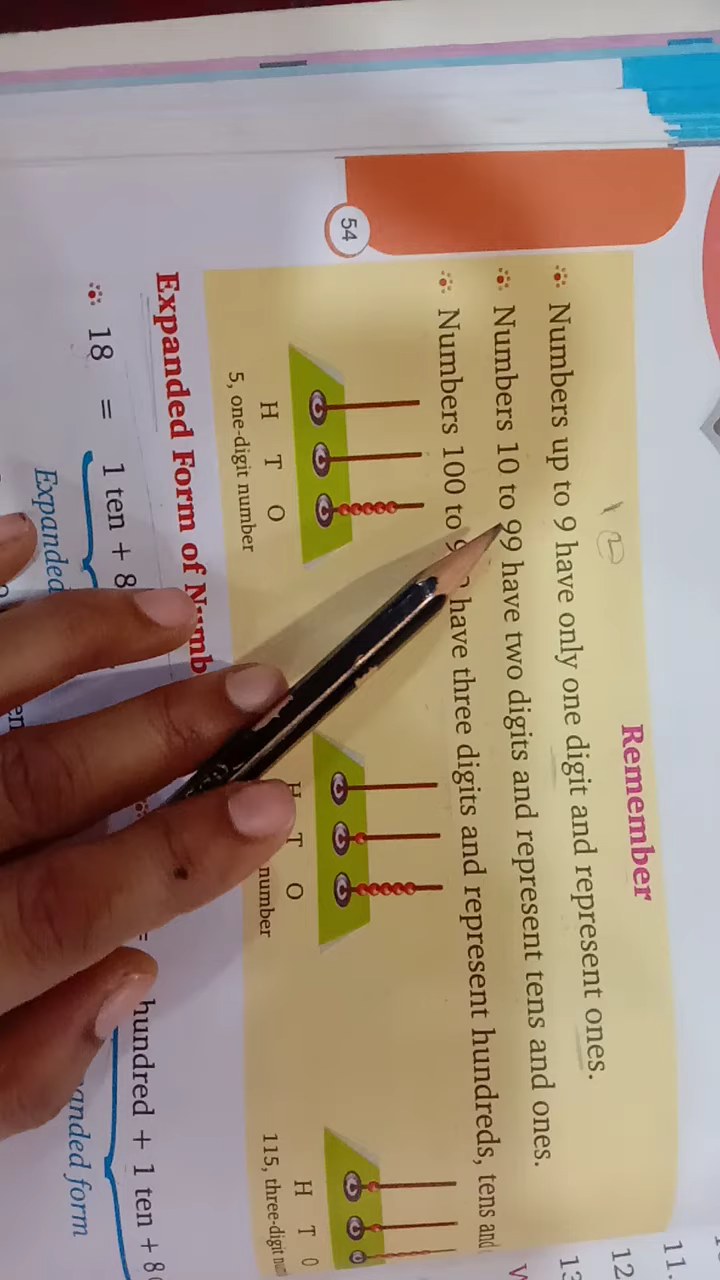 11.
12
13
Remember
Numbers up to 9 have only one digit and represent ones.
Numbers 10 to 99 have two digits and represent tens and ones.
Numbers 100 to have three digits and represent hundreds, tens and
H T O
H T O
H T O
5, one-digit number
number
115, three-digit
Expanded Form of
18 = 1 ten + 8
hundred + 1 ten + 8
Expanded
form
54